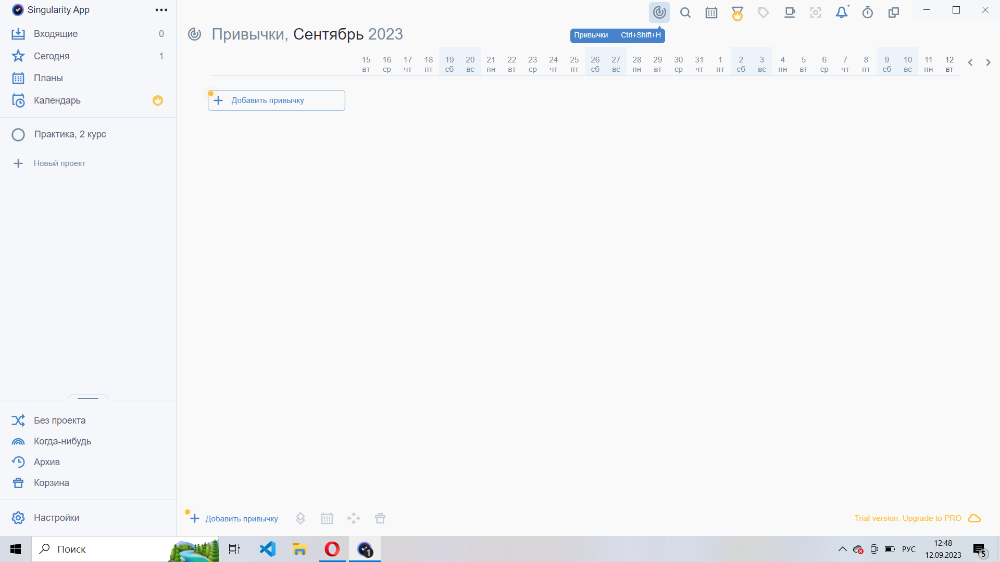 Singularity App
Входящие 0
Сегодня 1
Планы
Календарь
Практика, 2 курс
Новый проект
Без проекта
Когда-нибудь
Архив
Корзина
Настройки
Привычки, Сентябрь 2023
Привычки Ctrl+Shift+H
15 16 17 18 19 20 21 22 23 24 25 26 27 28 29 30 31 1 2 3 4 5 6 7 8 9 10 11 12
вт ср чт пт сб вс пн вт ср чт пт сб вс пн вт ср чт пт сб вс пн вт ср чт пт сб вс пн вт
Добавить привычку
Добавить привычку
Trial version. Upgrade to PRO
Поиск
1
РУС
12:48
12.09.2023
5